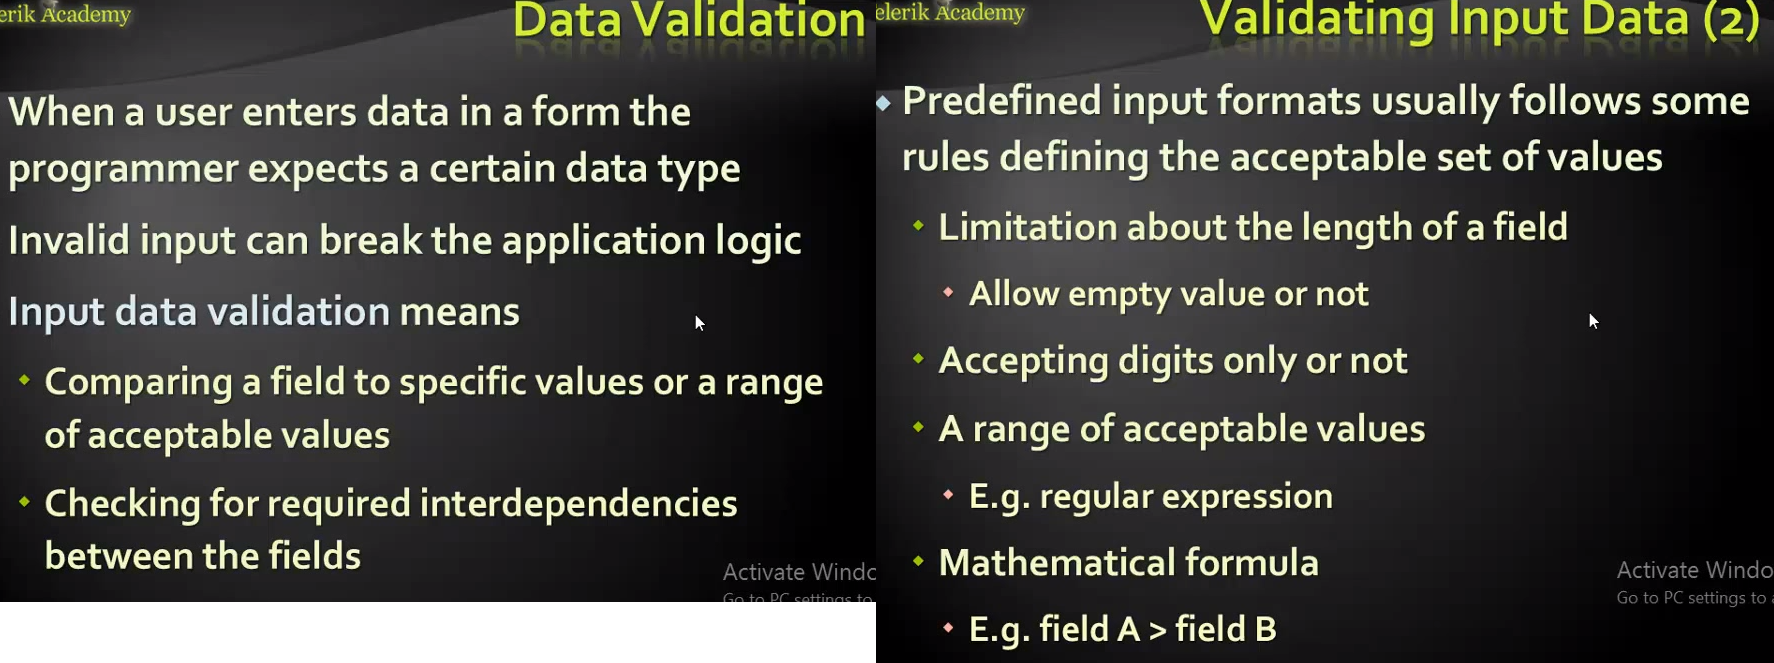 erik Academy
Data Validation
When a user enters data in a form the
programmer expects a certain data type
Invalid input can break the application logic
Input data validation means
Comparing a field to specific values or a range
of acceptable values
Checking for required interdependencies
between the fields
Activate Windo
Go to PC settings to
elerik Academy
Validating Input Data (2)
Predefined input formats usually follows some
rules defining the acceptable set of values
Limitation about the length of a field
Allow empty value or not
Accepting digits only or not
A range of acceptable values
E.g. regular expression
Mathematical formula
E.g. field A > field B
Activate Windo
Go to PC settings to a